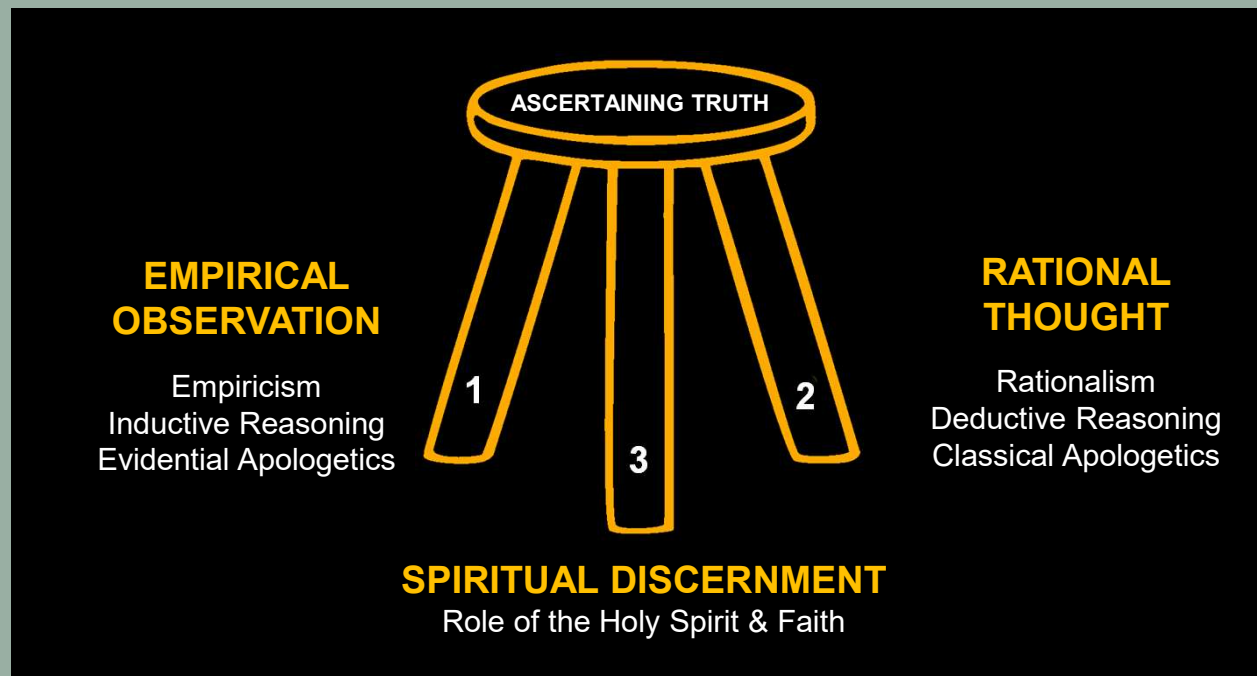 ASCERTAINING TRUTH
EMPIRICAL
OBSERVATION
Empiricism
Inductive Reasoning
Evidential Apologetics
1
2
3
RATIONAL
THOUGHT
Rationalism
Deductive Reasoning
Classical Apologetics
SPIRITUAL DISCERNMENT
Role of the Holy Spirit & Faith